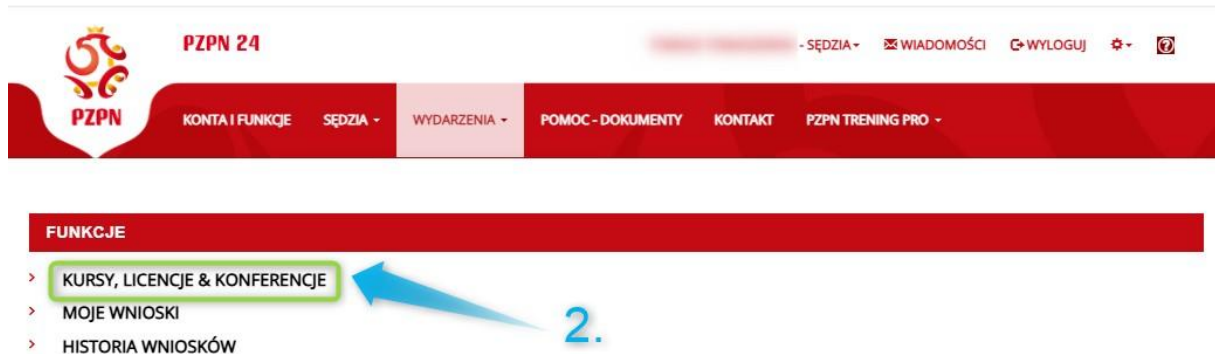 PZPN 24
- SĘDZIA
WIADOMOŚCI
WYLOGUJ
PZPN
KONTA I FUNKCJE
SĘDZIA
WYDARZENIA
POMOC - DOKUMENTY
KONTAKT
PZPN TRENING PRO
FUNKCJE
KURSY, LICENCJE & KONFERENCJE
MOJE WNIOSKI
HISTORIA WNIOSKÓW
2.